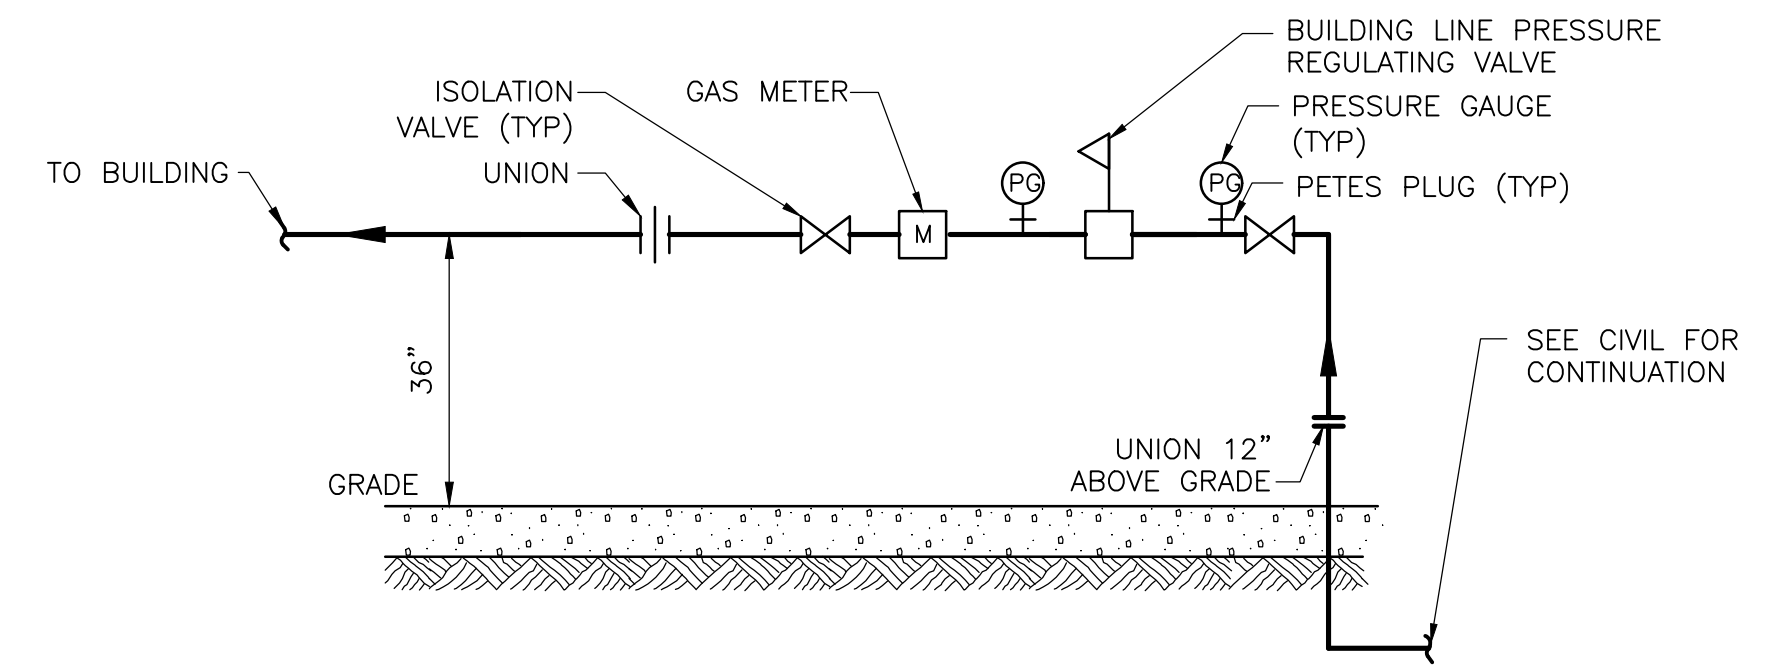 BUILDING LINE PRESSURE
REGULATING VALVE
ISOLATION
VALVE (TYP)
GAS METER
PRESSURE GAUGE
(TYP)
TO BUILDING
UNION
PG
PG
PETES PLUG (TYP)
M
36”
SEE CIVIL FOR
CONTINUATION
UNION 12”
ABOVE GRADE
GRADE